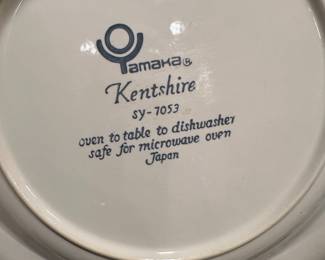 Yamaka®
Kentshire
SY-7053
oven to table to dishwasher
safe for microwave oven
Japan